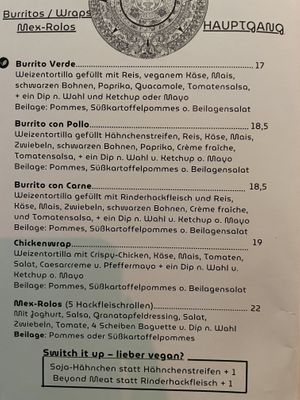 Burritos / Wraps
Mex-Rolos
HAUPTGANG
Burrito Verde 17
Weizentortilla gefüllt mit Reis, veganem Käse, Mais,
schwarzen Bohnen, Paprika, Guacamole, Tomatensalsa,
+ ein Dip n. Wahl und Ketchup oder Mayo
Beilage: Pommes, Süßkartoffelpommes o. Beilagensalat
Burrito con Pollo 18,5
Weizentortilla gefüllt Hähnchenstreifen, Reis, Käse, Mais,
Zwiebeln, schwarzen Bohnen, Paprika, Crème fraîche,
Tomatensalsa, + ein Dip n. Wahl u. Ketchup o. Mayo
Beilage: Pommes, Süßkartoffelpommes o. Beilagensalat
Burrito con Carne 18,5
Weizentortilla gefüllt mit Rinderhackfleisch und Reis,
Käse, Mais, Zwiebeln, schwarzen Bohnen, Crème fraîche
und Tomatensalsa, + ein Dip n. Wahl u. Ketchup o. Mayo
Beilage: Pommes, Süßkartoffelpommes o. Beilagensalat
Chickenwrap 19
Weizentortilla mit Crispy-Chicken, Käse, Mais, Tomaten,
Salat, Caesarcreme u. Pfeffermayo + ein Dip n. Wahl u.
Ketchup o. Mayo
Beilage: Pommes, Süßkartoffelpommes o. Beilagensalat
Mex-Rolos (5 Hackfleischrollen) 22
Mit Joghurt, Salsa, Granatapfeldressing, Salat,
Zwiebeln, Tomate, 4 Scheiben Baguette u. Dip n. Wahl
Beilage: Pommes oder Süßkartoffelpommes
Switch it up – lieber vegan?
Soja-Hähnchen statt Hähnchenstreifen + 1
Beyond Meat statt Rinderhackfleisch + 1